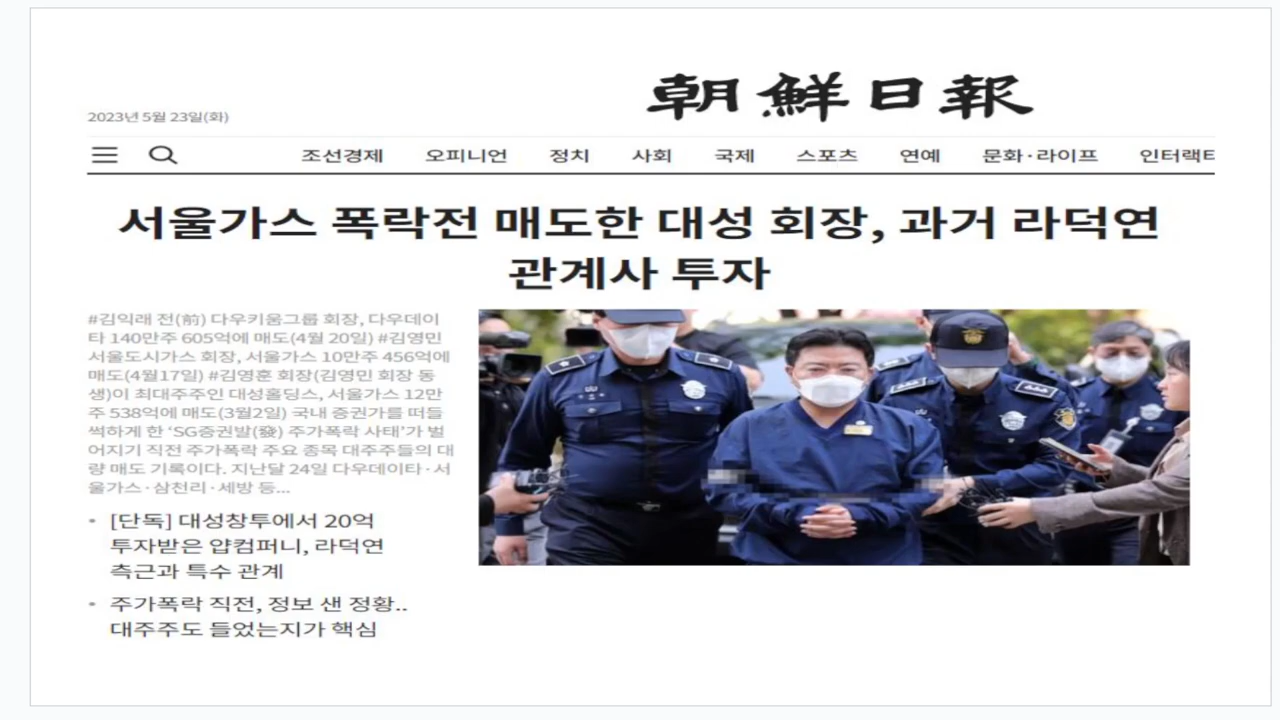 朝鮮日報
2023년 5월 23일(화)
조선경제 오피니언 정치 사회 국제 스포츠 연예 문화·라이프 인터랙티
서울가스 폭락전 매도한 대성 회장, 과거 라덕연
관계사 투자
#김익래 전(前) 다우키움그룹 회장, 다우데이
타 140만주 605억에 매도(4월 20일) #김영민
서울도시가스 회장, 서울가스 10만주 456억에
매도(4월17일) #김영훈 회장(김영민 회장 동
생)이 최대주주인 대성홀딩스, 서울가스 12만
주 538억에 매도(3월2일) 국내 증권가를 떠들
썩하게 한 ‘SG증권발(發) 주가폭락 사태’가 벌
어지기 직전 주가폭락 주요 종목 대주주들의 대
량 매도 기록이다. 지난달 24일 다우데이타·서
울가스·삼천리·세방 등...
• [단독] 대성창투에서 20억
투자받은 얍컴퍼니, 라덕연
측근과 특수 관계
• 주가폭락 직전, 정보 샌 정황..
대주주도 들었는지가 핵심